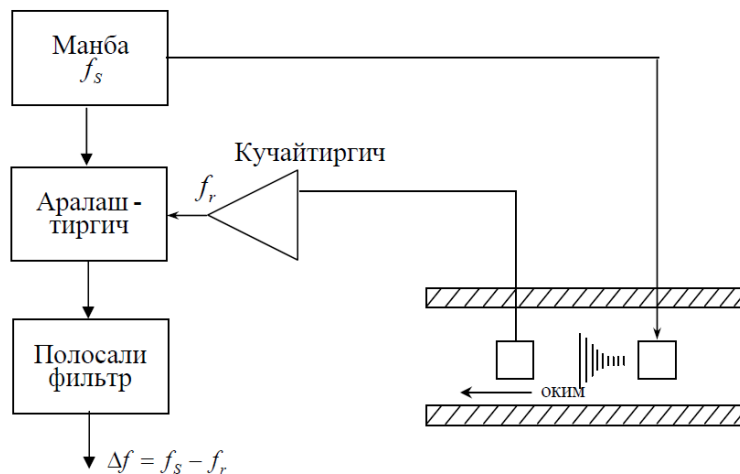 Манба
f_S
Кучайтиргич
f_r
Аралаш -
тиргич
Полосали
фильтр
оким
Δf = f_S − f_r